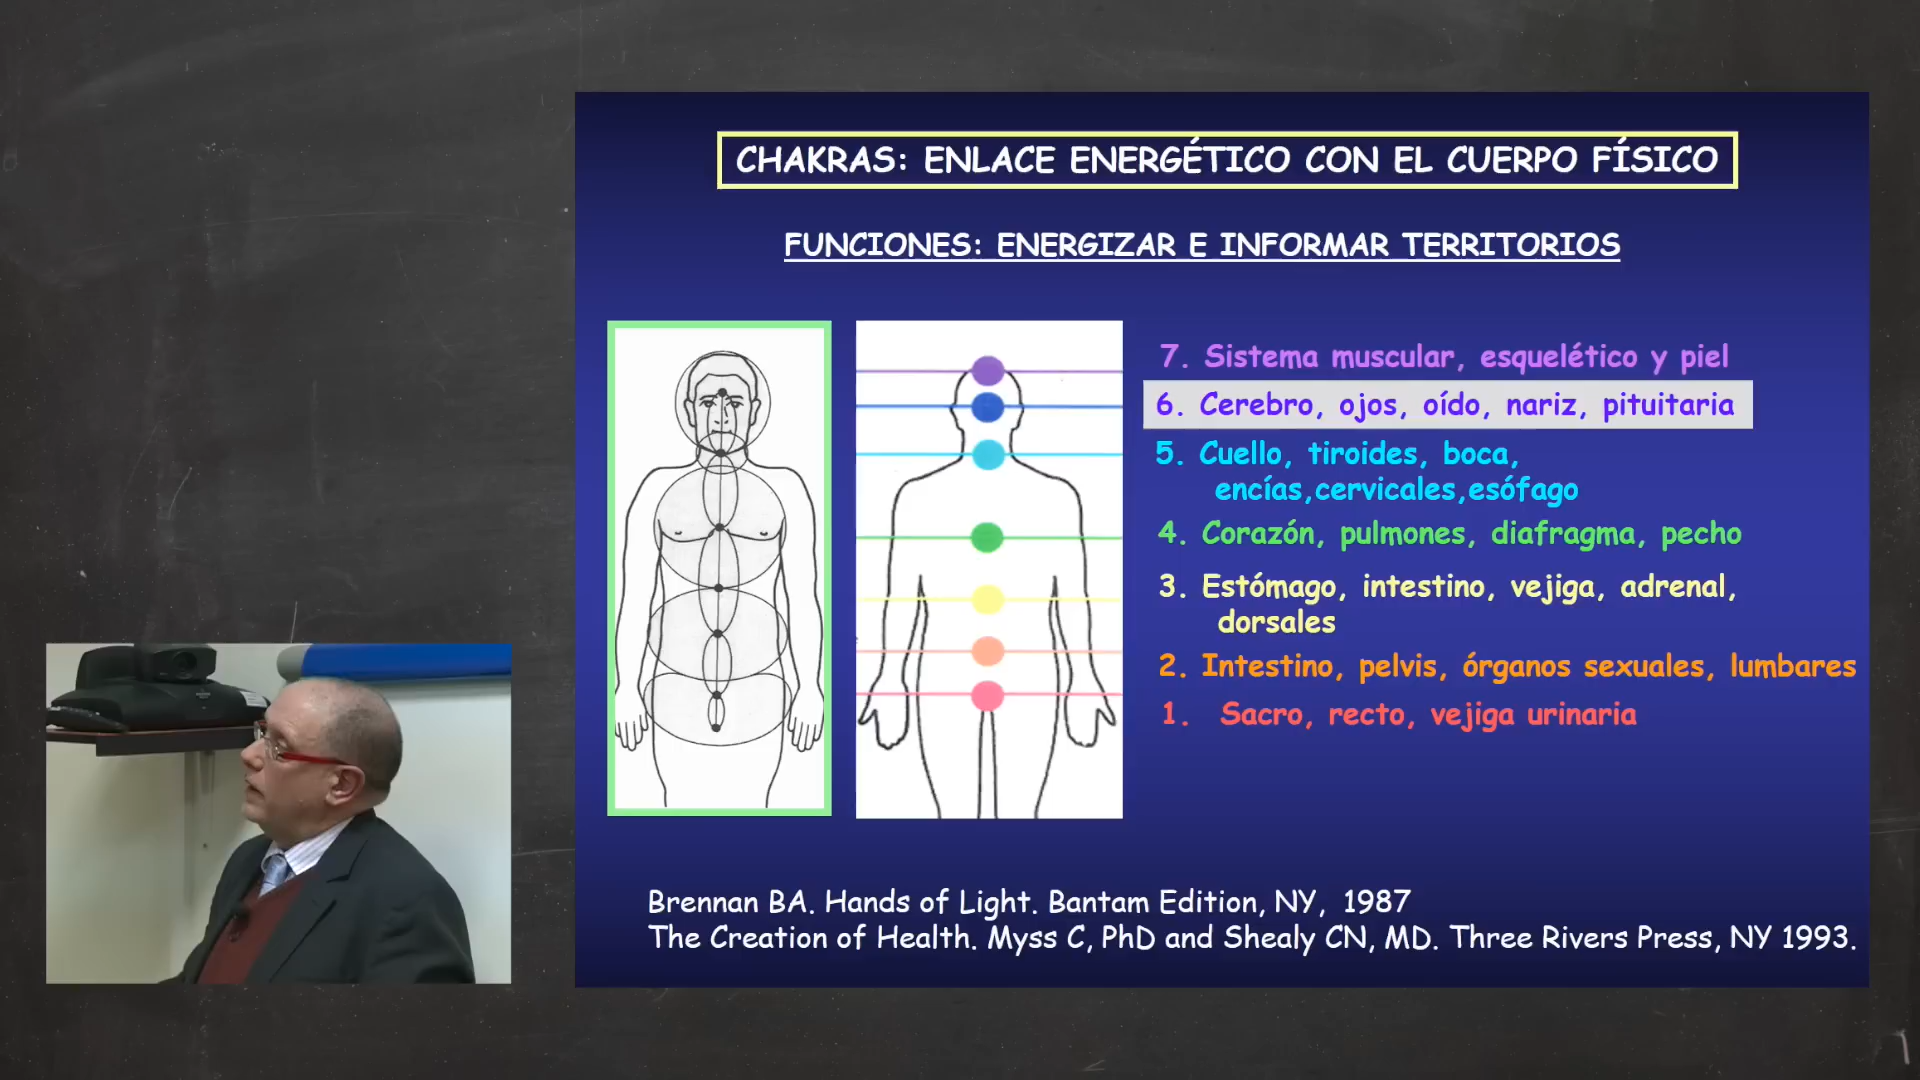 CHAKRAS: ENLACE ENERGÉTICO CON EL CUERPO FÍSICO
FUNCIONES: ENERGIZAR E INFORMAR TERRITORIOS
7. Sistema muscular, esquelético y piel
6. Cerebro, ojos, oído, nariz, pituitaria
5. Cuello, tiroides, boca,
encías,cervicales,esófago
4. Corazón, pulmones, diafragma, pecho
3. Estómago, intestino, vejiga, adrenal,
dorsales
2. Intestino, pelvis, órganos sexuales, lumbares
1. Sacro, recto, vejiga urinaria
Brennan BA. Hands of Light. Bantam Edition, NY, 1987
The Creation of Health. Myss C, PhD and Shealy CN, MD. Three Rivers Press, NY 1993.